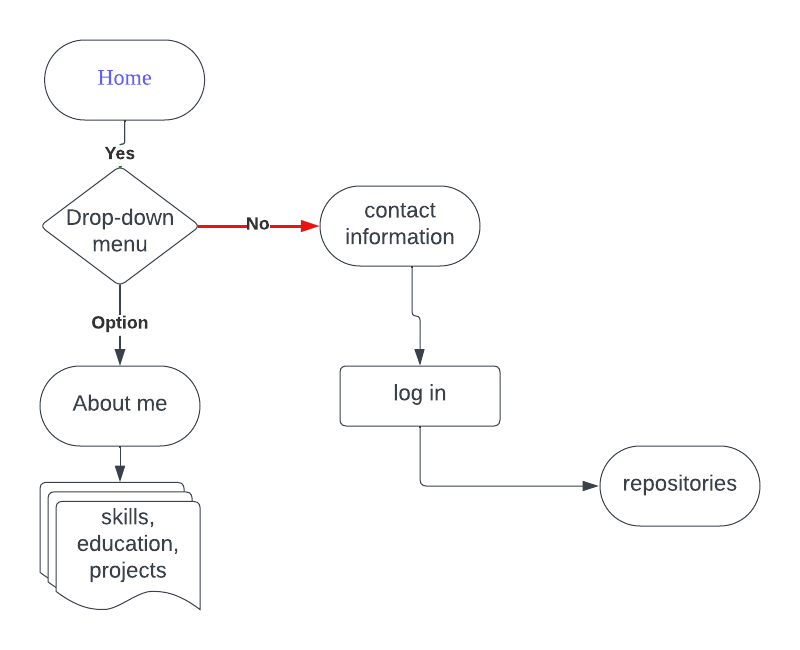 Home
Yes
Drop-down
menu
No
contact
information
Option
About me
log in
skills,
education,
projects
repositories